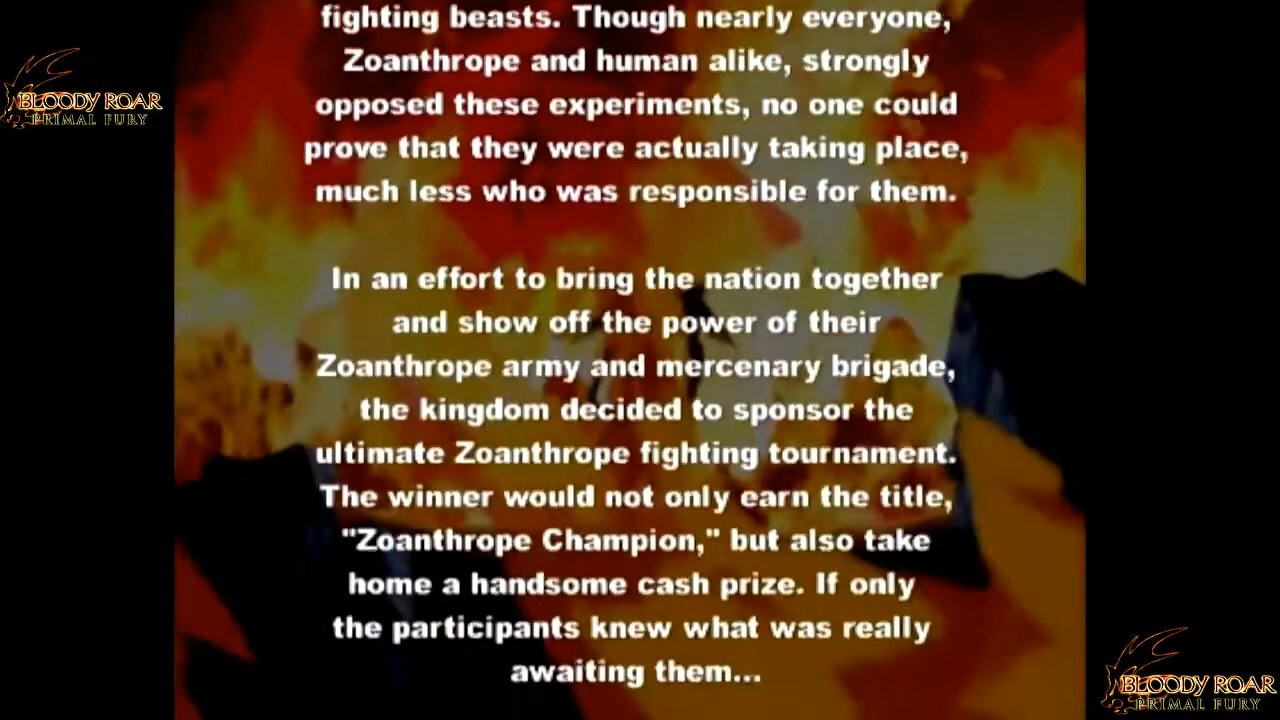 fighting beasts. Though nearly everyone,
Zoanthrope and human alike, strongly
opposed these experiments, no one could
prove that they were actually taking place,
much less who was responsible for them.
In an effort to bring the nation together
and show off the power of their
Zoanthrope army and mercenary brigade,
the kingdom decided to sponsor the
ultimate Zoanthrope fighting tournament.
The winner would not only earn the title,
"Zoanthrope Champion," but also take
home a handsome cash prize. If only
the participants knew what was really
awaiting them...
BLOODY ROAR
PRIMAL FURY
BLOODY ROAR
PRIMAL FURY